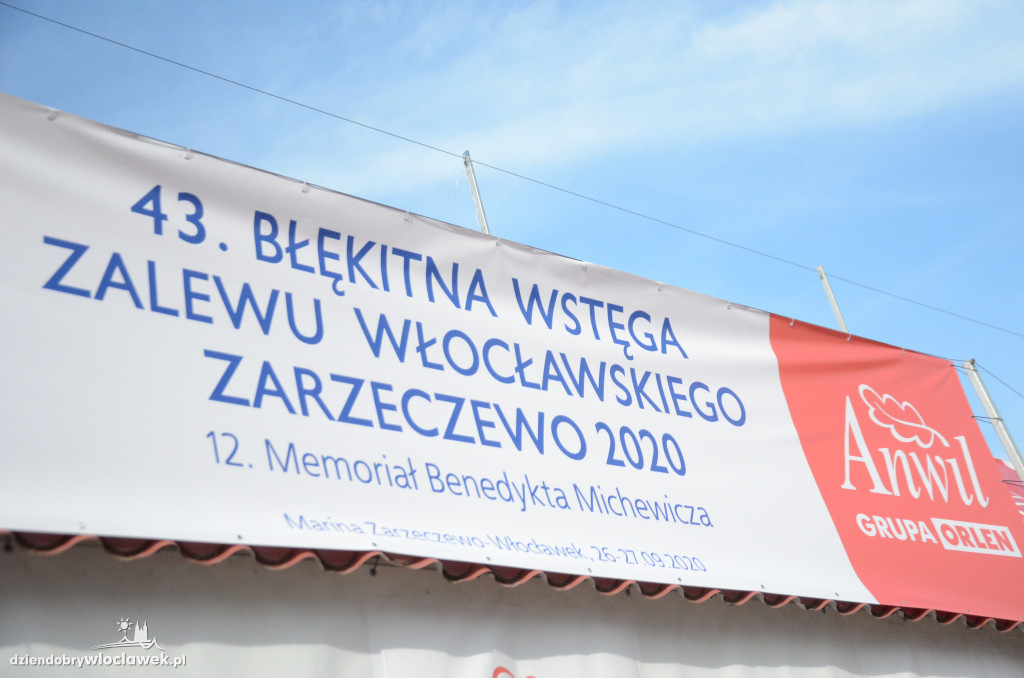 43. BŁĘKITNA WSTĘGA
ZALEWU WŁOCŁAWSKIEGO
ZARZECZEWO 2020
12. Memoriał Benedykta Michewicza
Marina Zarzeczewo-Włocławek, 26-27.09.2020
Anwil
GRUPA ORLEN
dziendobrywloclawek.pl